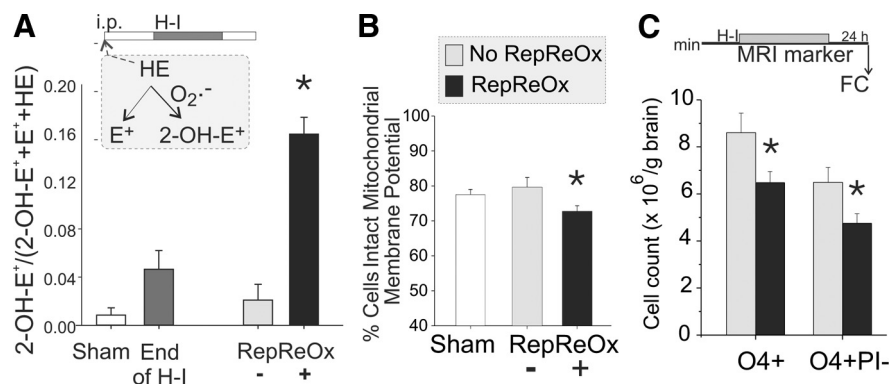 A
i.p.
H-I
HE
O₂·-
E⁺
2-OH-E⁺
*
2-OH-E⁺/(2-OH-E⁺+E⁺+HE)
0.20
0.16
0.12
0.08
0.04
0.00
Sham
End
of H-I
RepReOx
-
+
B
No RepReOx
RepReOx
% Cells Intact Mitochondrial
Membrane Potential
100
90
80
70
60
50
40
*
Sham
RepReOx
-
+
C
min
H-I
24 h
MRI marker
FC
Cell count (x 10⁶/g brain)
10
8
6
4
2
0
*
*
O4+
O4+PI-